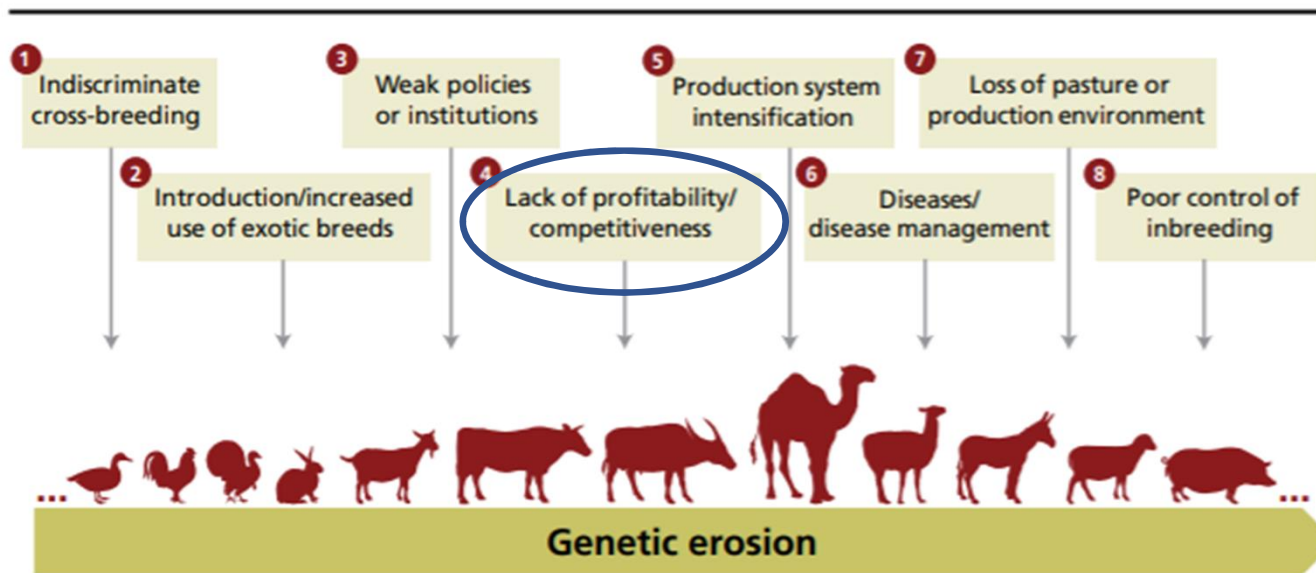 1
Indiscriminate
cross-breeding
2
Introduction/increased
use of exotic breeds
3
Weak policies
or institutions
4
Lack of profitability/
competitiveness
5
Production system
intensification
6
Diseases/
disease management
7
Loss of pasture or
production environment
8
Poor control of
inbreeding
... ...
Genetic erosion